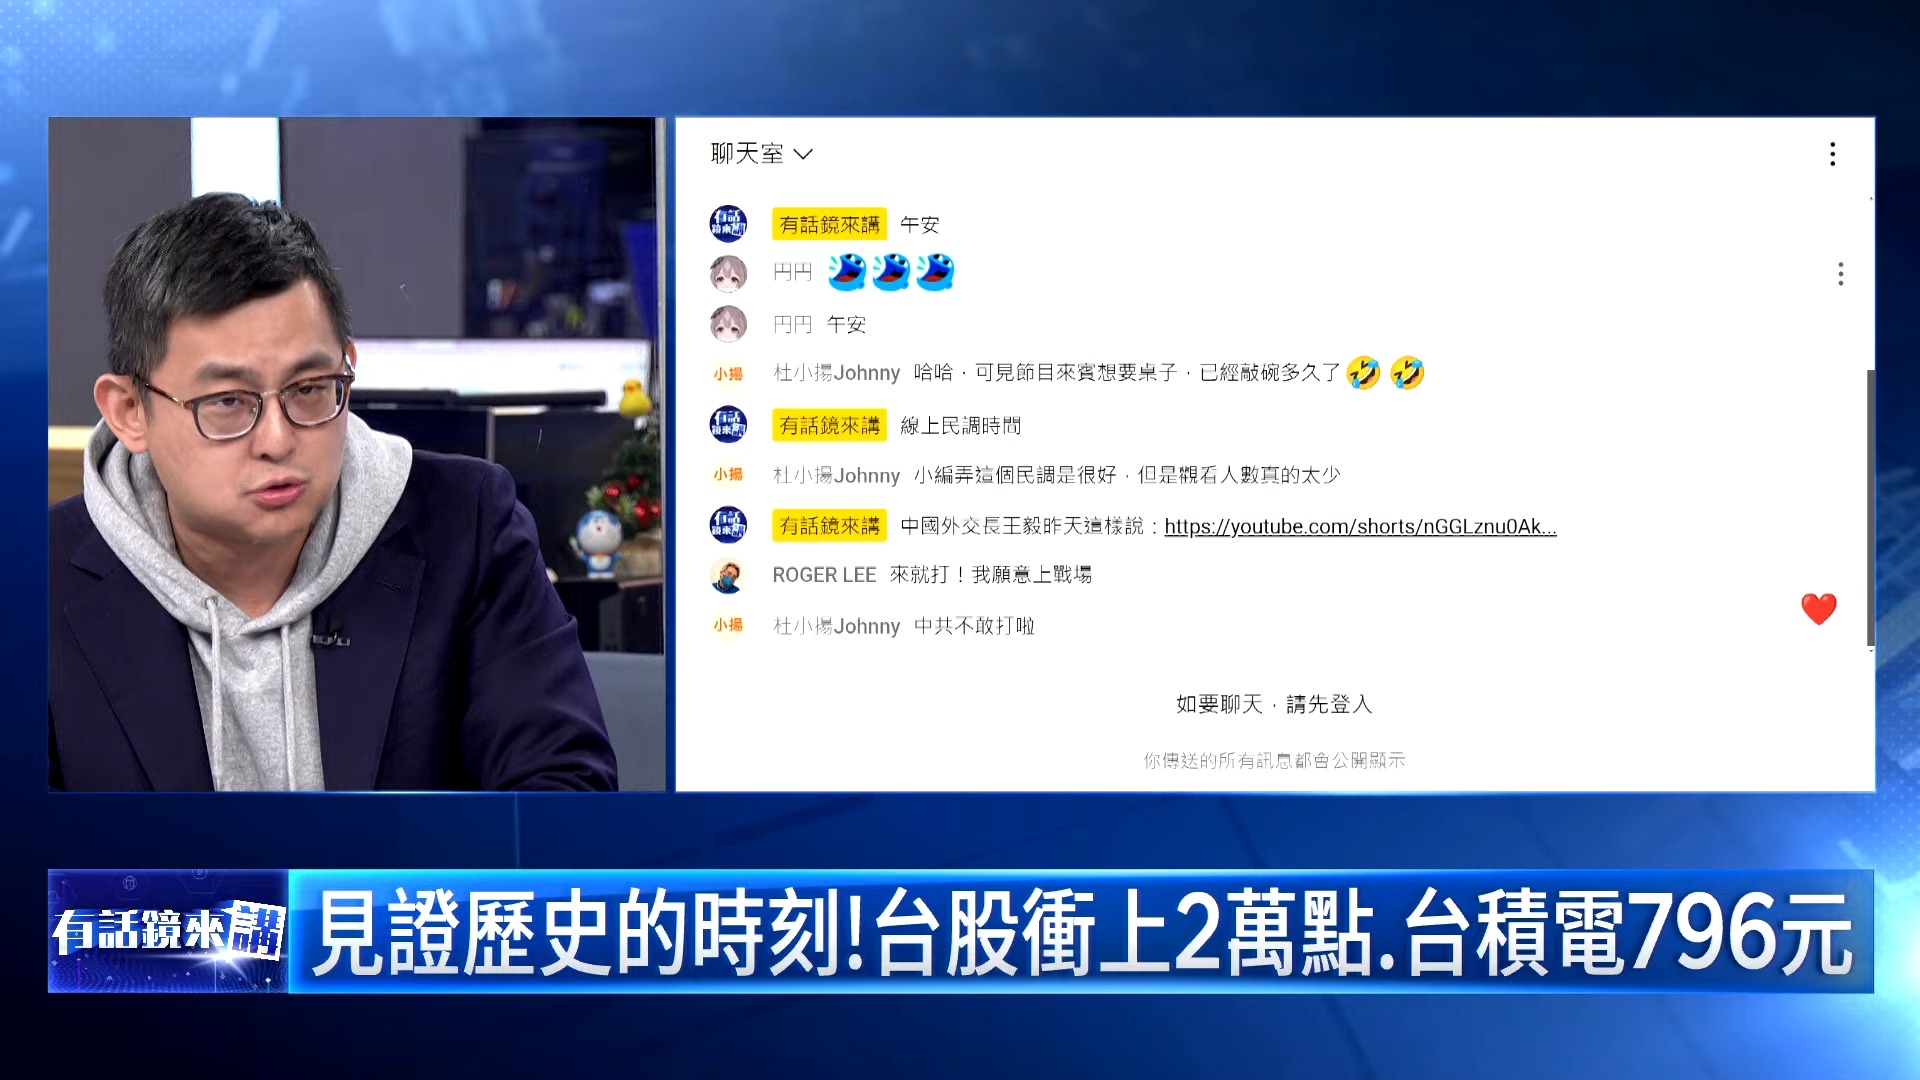 聊天室
有話鏡來講 午安
円円
円円 午安
小揚 杜小揚Johnny 哈哈，可見節目來賓想要桌子，已經敲碗多久了
有話鏡來講 線上民調時間
小揚 杜小揚Johnny 小編弄這個民調是很好，但是觀看人數真的太少
有話鏡來講 中國外交長王毅昨天這樣說：https://youtube.com/shorts/nGGLznu0Ak...
ROGER LEE 來就打！我願意上戰場
小揚 杜小揚Johnny 中共不敢打啦
如要聊天，請先登入
你傳送的所有訊息都會公開顯示
有話鏡來講 見證歷史的時刻!台股衝上2萬點.台積電796元